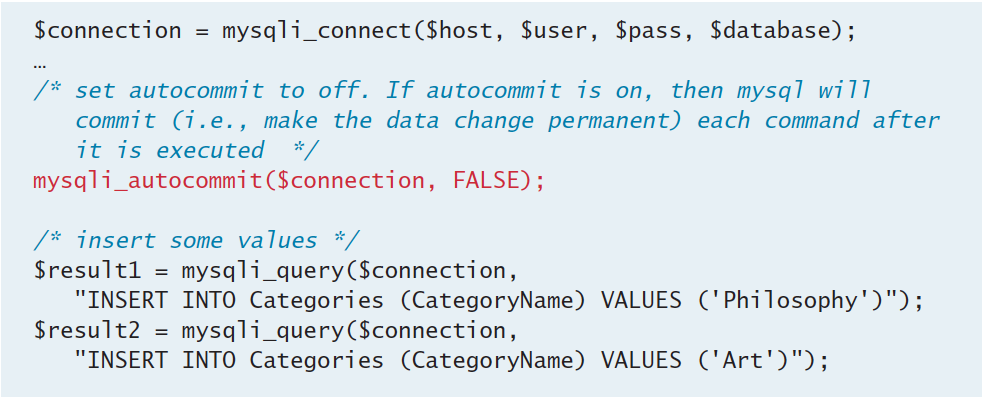 $connection = mysqli_connect($host, $user, $pass, $database);
…
/* set autocommit to off. If autocommit is on, then mysql will
commit (i.e., make the data change permanent) each command after
it is executed */
mysqli_autocommit($connection, FALSE);
/* insert some values */
$result1 = mysqli_query($connection,
"INSERT INTO Categories (CategoryName) VALUES ('Philosophy')");
$result2 = mysqli_query($connection,
"INSERT INTO Categories (CategoryName) VALUES ('Art')");